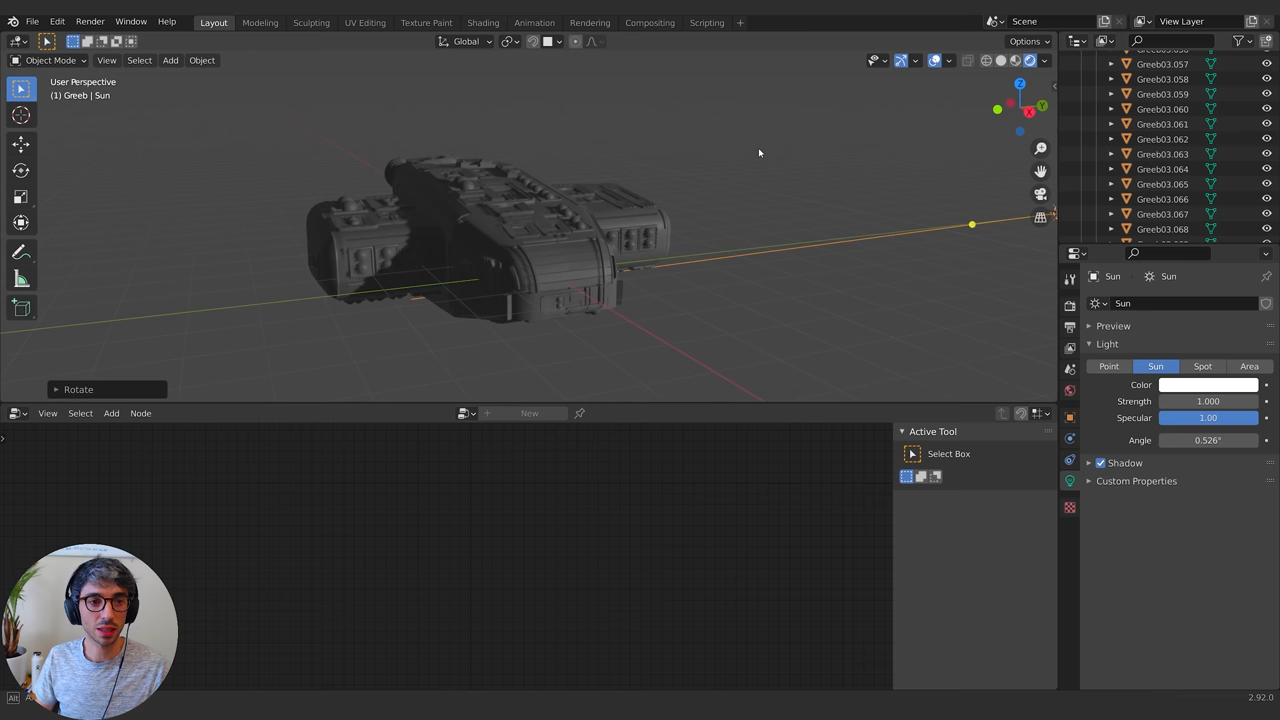 File Edit Render Window Help Layout Modeling Sculpting UV Editing Texture Paint Shading Animation Rendering Compositing Scripting + Scene View Layer
Global Options
Object Mode View Select Add Object
User Perspective
(1) Greeb | Sun
Z
Y
X
Rotate
Greeb03.057
Greeb03.058
Greeb03.059
Greeb03.060
Greeb03.061
Greeb03.062
Greeb03.063
Greeb03.064
Greeb03.065
Greeb03.066
Greeb03.067
Greeb03.068
Sun Sun
Sun
Preview
Light
Point Sun Spot Area
Color
Strength 1.000
Specular 1.00
Angle 0.526°
Shadow
Custom Properties
View Select Add Node New
Active Tool
Select Box
Alt
2.92.0